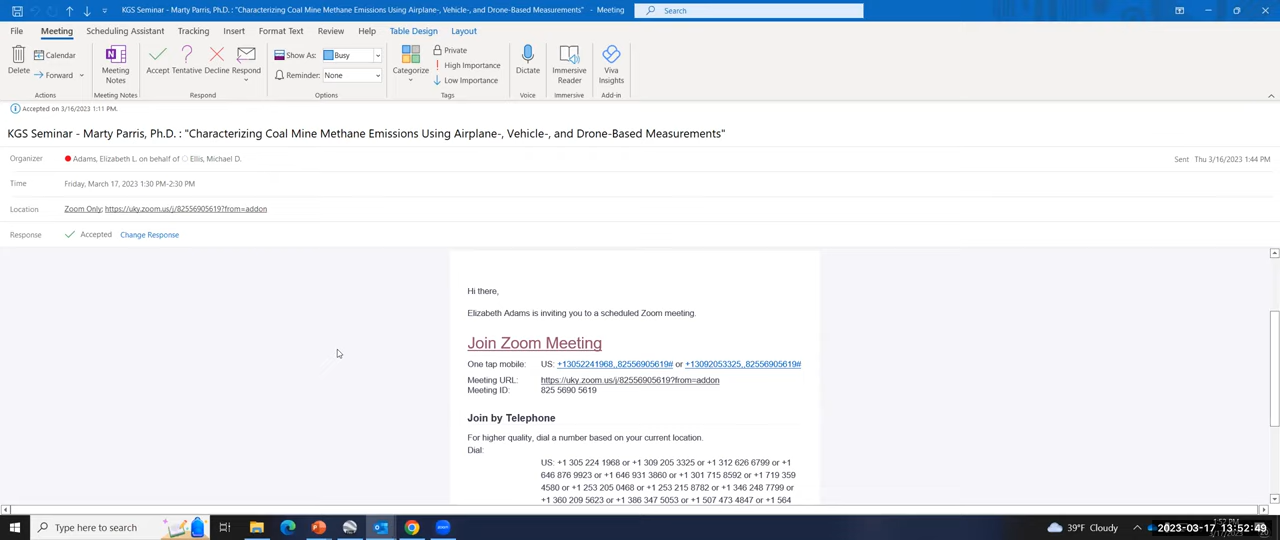 KGS Seminar - Marty Parris, Ph.D. : "Characterizing Coal Mine Methane Emissions Using Airplane-, Vehicle-, and Drone-Based Measurements" - Meeting
Search
File Meeting Scheduling Assistant Tracking Insert Format Text Review Help Table Design Layout
Delete
Calendar
Forward
Actions
Meeting Notes
Meeting Notes
Accept Tentative Decline Respond
Respond
Show As: Busy
Reminder: None
Options
Categorize
Private
High Importance
Low Importance
Tags
Dictate
Voice
Immersive Reader
Immersive
Viva Insights
Add-in
Accepted on 3/16/2023 1:11 PM.
KGS Seminar - Marty Parris, Ph.D. : "Characterizing Coal Mine Methane Emissions Using Airplane-, Vehicle-, and Drone-Based Measurements"
Organizer Adams, Elizabeth L. on behalf of Ellis, Michael D. Sent Thu 3/16/2023 1:44 PM
Time Friday, March 17, 2023 1:30 PM-2:30 PM
Location Zoom Only; https://uky.zoom.us/j/82556905619?from=addon
Response Accepted Change Response
Hi there,
Elizabeth Adams is inviting you to a scheduled Zoom meeting.
Join Zoom Meeting
One tap mobile: US: +13052241968,,82556905619# or +13092053325,,82556905619#
Meeting URL: https://uky.zoom.us/j/82556905619?from=addon
Meeting ID: 825 5690 5619
Join by Telephone
For higher quality, dial a number based on your current location.
Dial:
US: +1 305 224 1968 or +1 309 205 3325 or +1 312 626 6799 or +1
646 876 9923 or +1 646 931 3860 or +1 301 715 8592 or +1 719 359
4580 or +1 253 205 0468 or +1 253 215 8782 or +1 346 248 7799 or
+1 360 209 5623 or +1 386 347 5053 or +1 507 473 4847 or +1 564
Type here to search
39°F Cloudy
2023-03-17 13:52:49